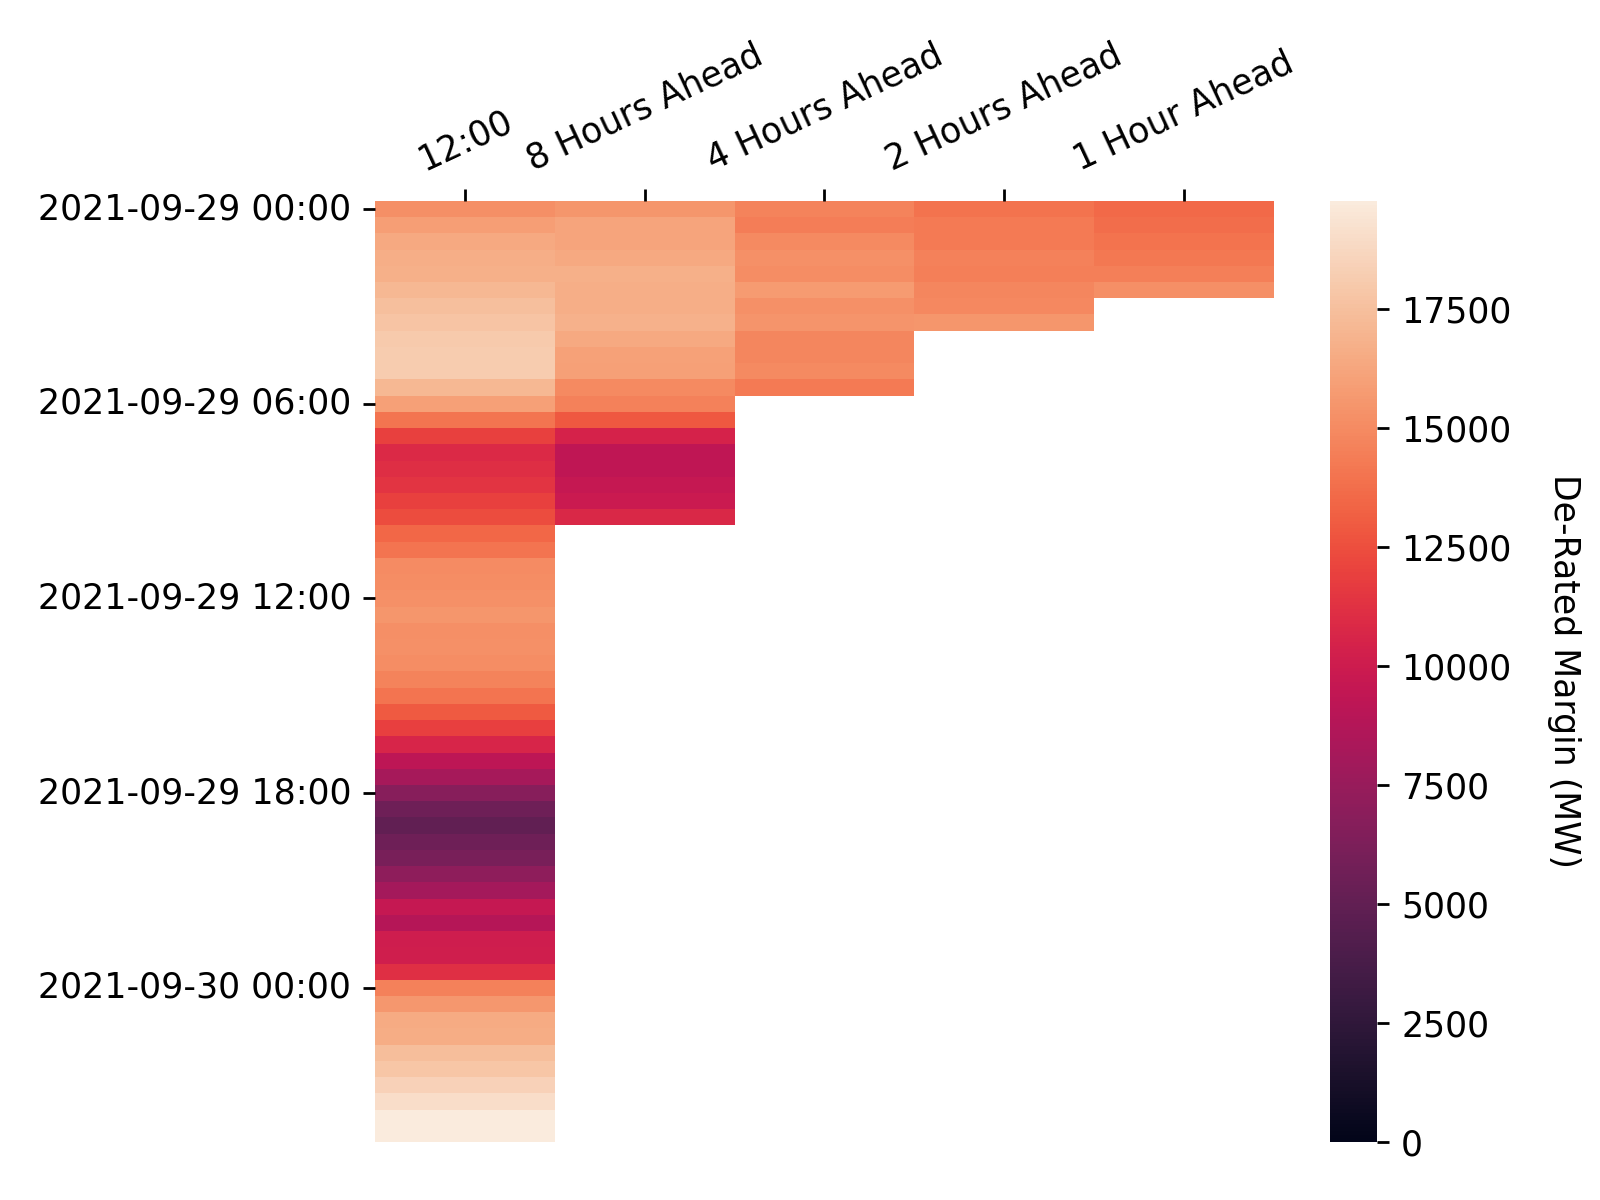 12:00
8 Hours Ahead
4 Hours Ahead
2 Hours Ahead
1 Hour Ahead
2021-09-29 00:00
2021-09-29 06:00
2021-09-29 12:00
2021-09-29 18:00
2021-09-30 00:00
17500
15000
12500
10000
7500
5000
2500
0
De-Rated Margin (MW)